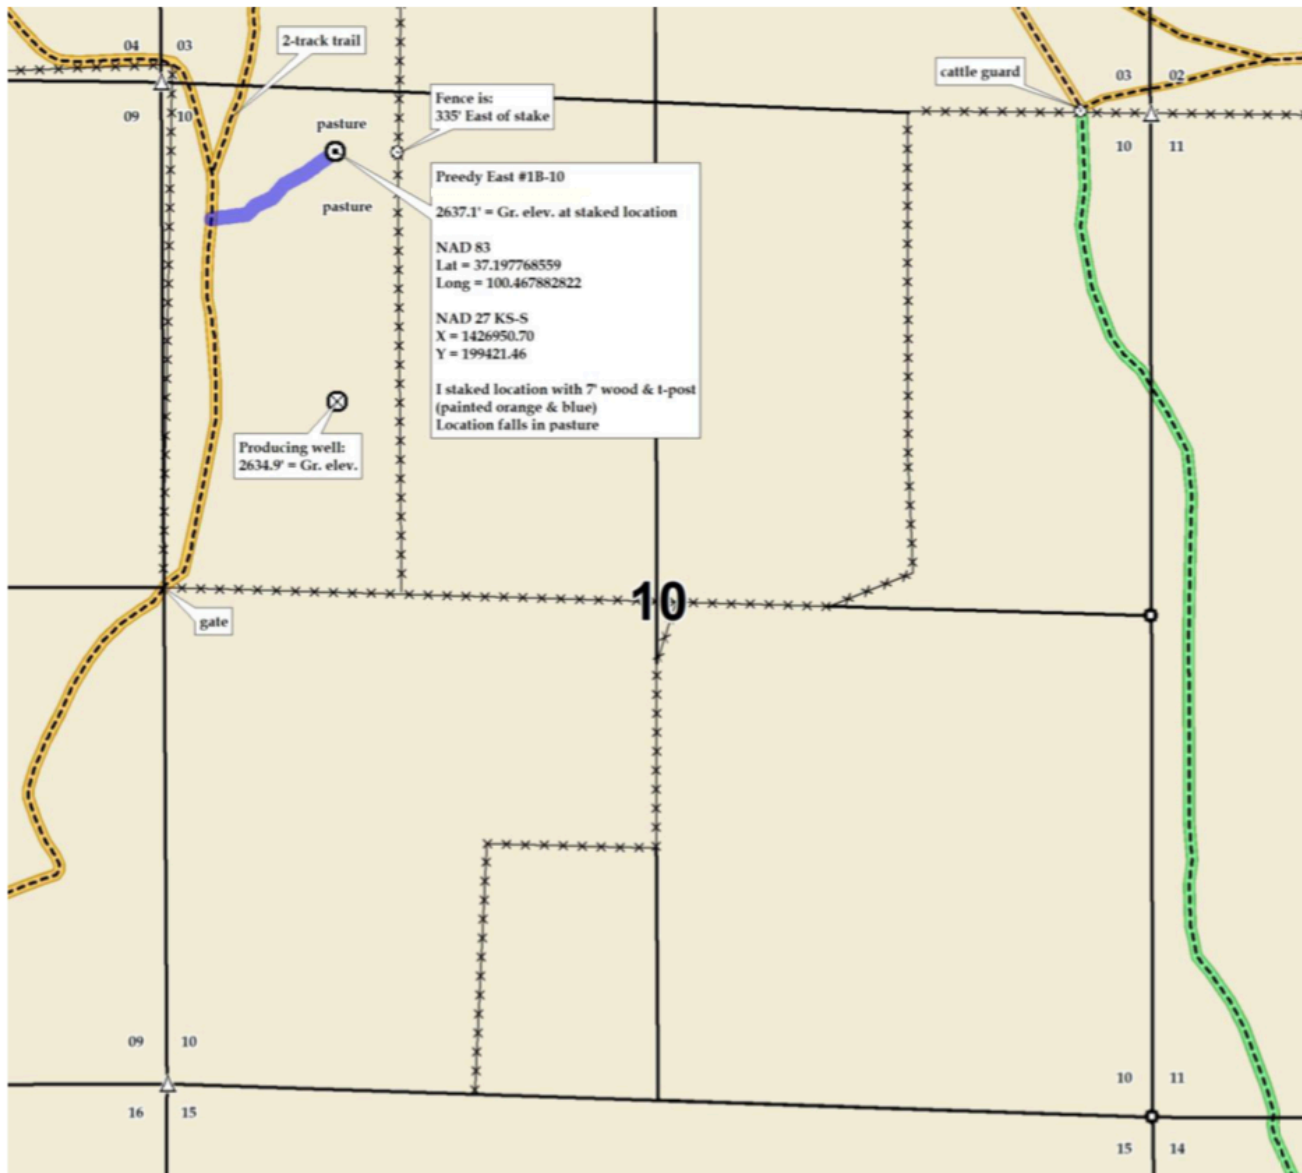 04 03
2-track trail
09 10
cattle guard
03 02
10 11
Fence is:
335' East of stake
pasture
pasture
Preedy East #1B-10
2637.1' = Gr. elev. at staked location
NAD 83
Lat = 37.197768559
Long = 100.467882822
NAD 27 KS-S
X = 1426950.70
Y = 199421.46
I staked location with 7' wood & t-post
(painted orange & blue)
Location falls in pasture
Producing well:
2634.9' = Gr. elev.
10
gate
09 10
16 15
10 11
15 14